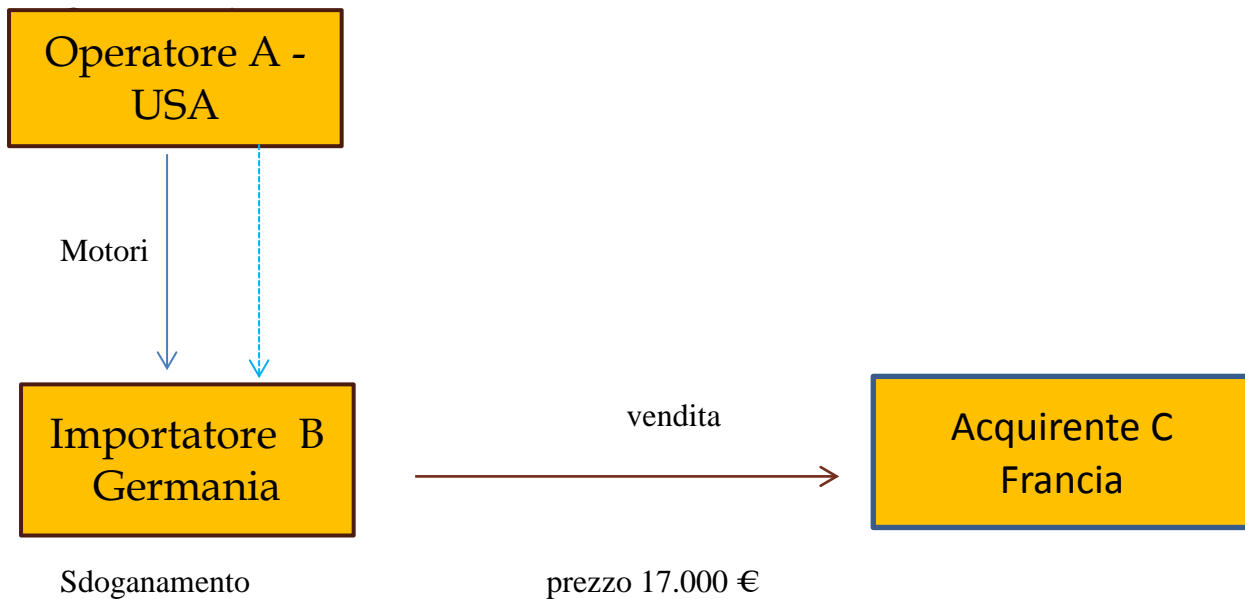 Operatore A -
USA
Motori
Importatore B
Germania
vendita
Acquirente C
Francia
Sdoganamento
prezzo 17.000 €